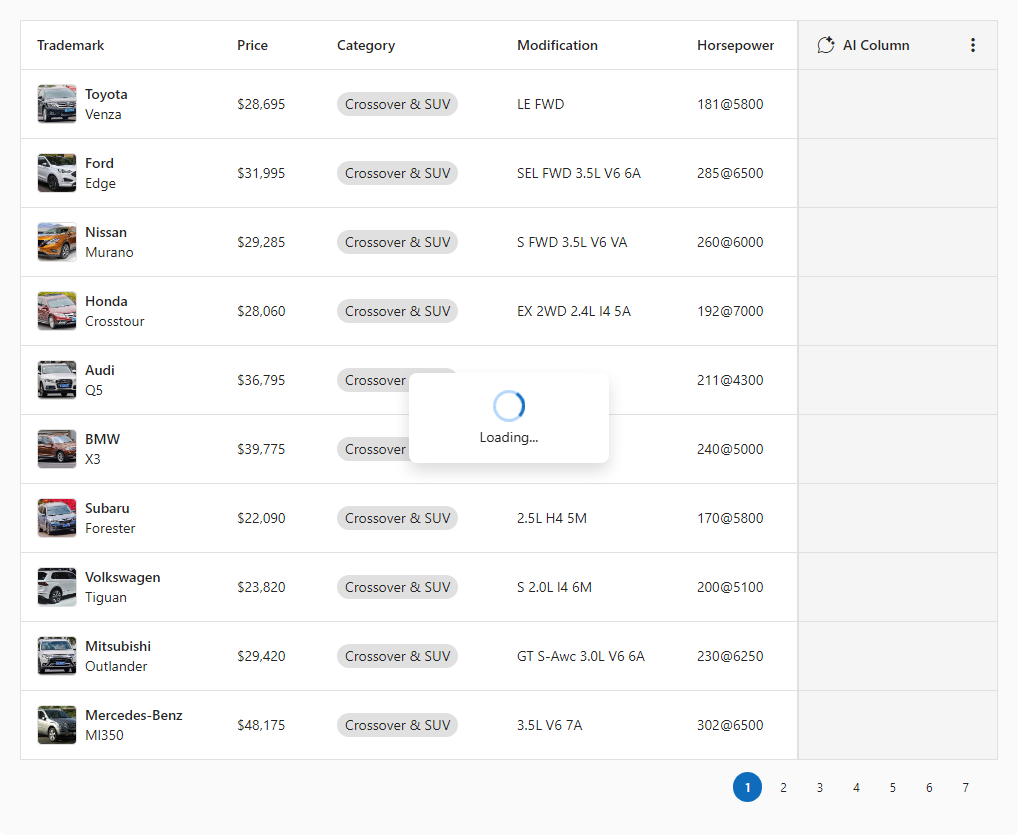 Trademark Price Category Modification Horsepower AI Column
Toyota
Venza
$28,695 Crossover & SUV LE FWD 181@5800
Ford
Edge
$31,995 Crossover & SUV SEL FWD 3.5L V6 6A 285@6500
Nissan
Murano
$29,285 Crossover & SUV S FWD 3.5L V6 VA 260@6000
Honda
Crosstour
$28,060 Crossover & SUV EX 2WD 2.4L I4 5A 192@7000
Audi
Q5
$36,795 Crossover 211@4300
BMW
X3
$39,775 Crossover 240@5000
Loading...
Subaru
Forester
$22,090 Crossover & SUV 2.5L H4 5M 170@5800
Volkswagen
Tiguan
$23,820 Crossover & SUV S 2.0L I4 6M 200@5100
Mitsubishi
Outlander
$29,420 Crossover & SUV GT S-Awc 3.0L V6 6A 230@6250
Mercedes-Benz
Ml350
$48,175 Crossover & SUV 3.5L V6 7A 302@6500
1 2 3 4 5 6 7